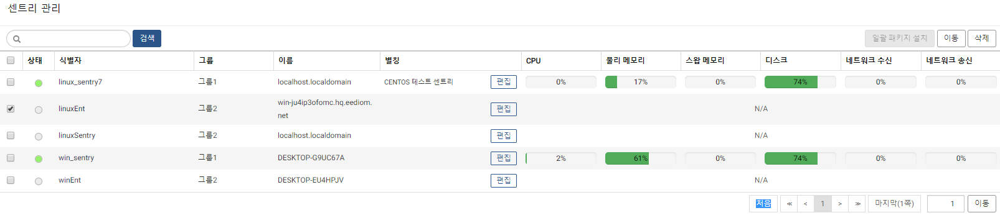 센트리 관리
검색 일괄 패키지 설치 이동 삭제
상태 식별자 그룹 이름 별칭 CPU 물리 메모리 스왑 메모리 디스크 네트워크 수신 네트워크 송신
linux_sentry7 그룹1 localhost.localdomain CENTOS 테스트 센트리 편집 0% 17% 0% 74% 0% 0%
linuxEnt 그룹2 win-ju4ip3ofomc.hq.eediom.
net 편집 N/A
linuxSentry 그룹2 localhost.localdomain 편집 N/A
win_sentry 그룹1 DESKTOP-G9UC67A 편집 2% 61% 0% 74% 0% 0%
winEnt 그룹2 DESKTOP-EU4HPJV 편집 N/A
처음 ≪ < 1 > ≫ 마지막(1쪽) 1 이동